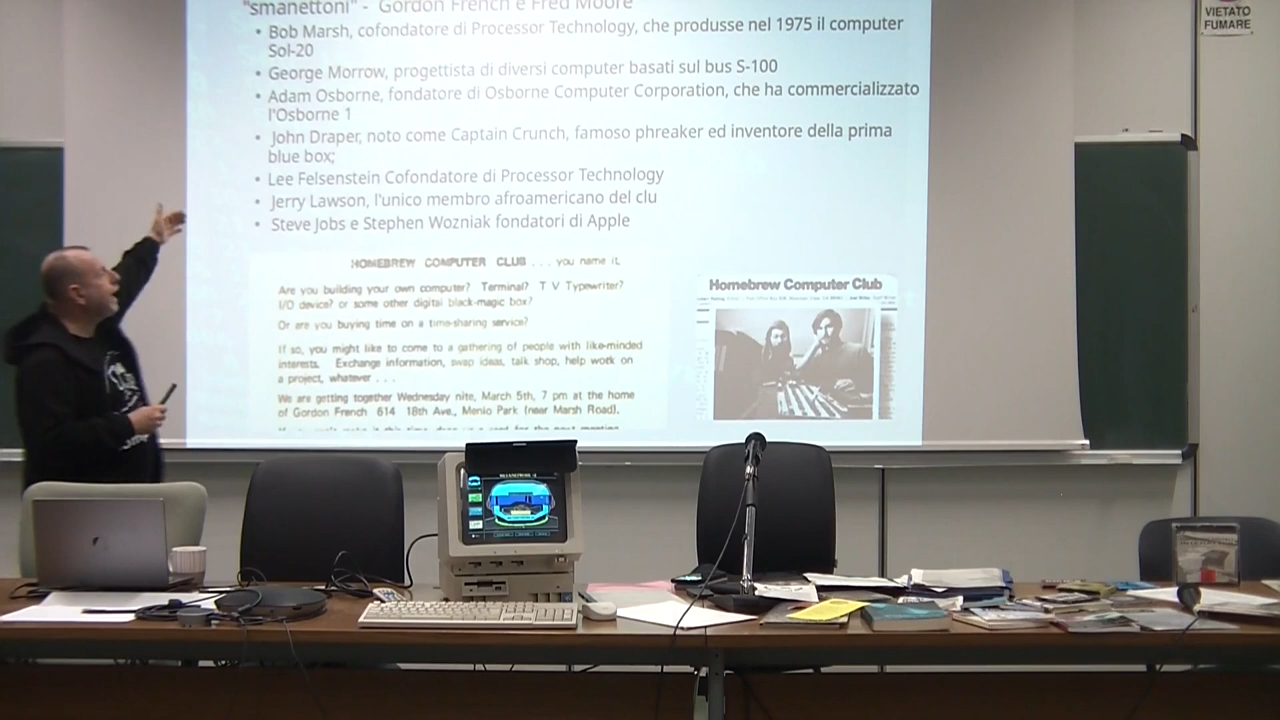 "smanettoni" - Gordon French e Fred Moore
• Bob Marsh, cofondatore di Processor Technology, che produsse nel 1975 il computer
Sol-20
• George Morrow, progettista di diversi computer basati sul bus S-100
• Adam Osborne, fondatore di Osborne Computer Corporation, che ha commercializzato
l'Osborne 1
• John Draper, noto come Captain Crunch, famoso phreaker ed inventore della prima
blue box;
• Lee Felsenstein Cofondatore di Processor Technology
• Jerry Lawson, l'unico membro afroamericano del clu
• Steve Jobs e Stephen Wozniak fondatori di Apple
HOMEBREW COMPUTER CLUB . . . you name it.
Are you building your own computer? Terminal? T V Typewriter?
I/O device? or some other digital black-magic box?
Or are you buying time on a time-sharing service?
If so, you might like to come to a gathering of people with like-minded
interests. Exchange information, swap ideas, talk shop, help work on
a project, whatever . . .
We are getting together Wednesday nite, March 5th, 7 pm at the home
of Gordon French 614 18th Ave., Menlo Park (near Marsh Road).
Homebrew Computer Club
VIETATO
FUMARE